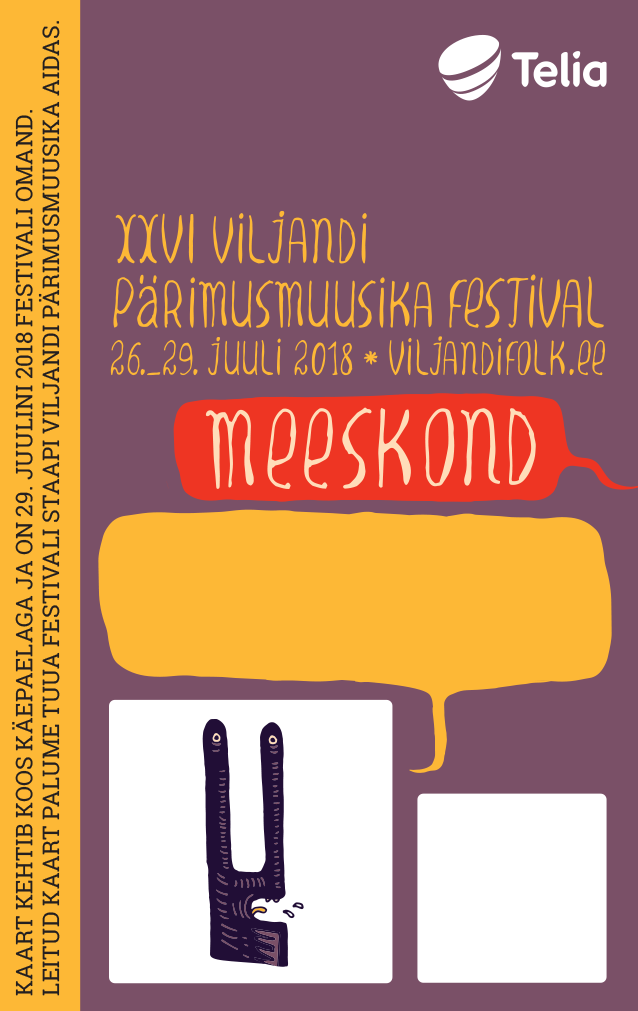 Telia
XXVI VILJANDI
PÄRIMUSMUUSIKA FESTIVAL
26._29. JUULI 2018 * VILJANDIFOLK.EE
MEESKOND
KAART KEHTIB KOOS KÄEPAELAGA JA ON 29. JUULINI 2018 FESTIVALI OMAND.
LEITUD KAART PALUME TUUA FESTIVALI STAAPI VILJANDI PÄRIMUSMUUSIKA AIDAS.